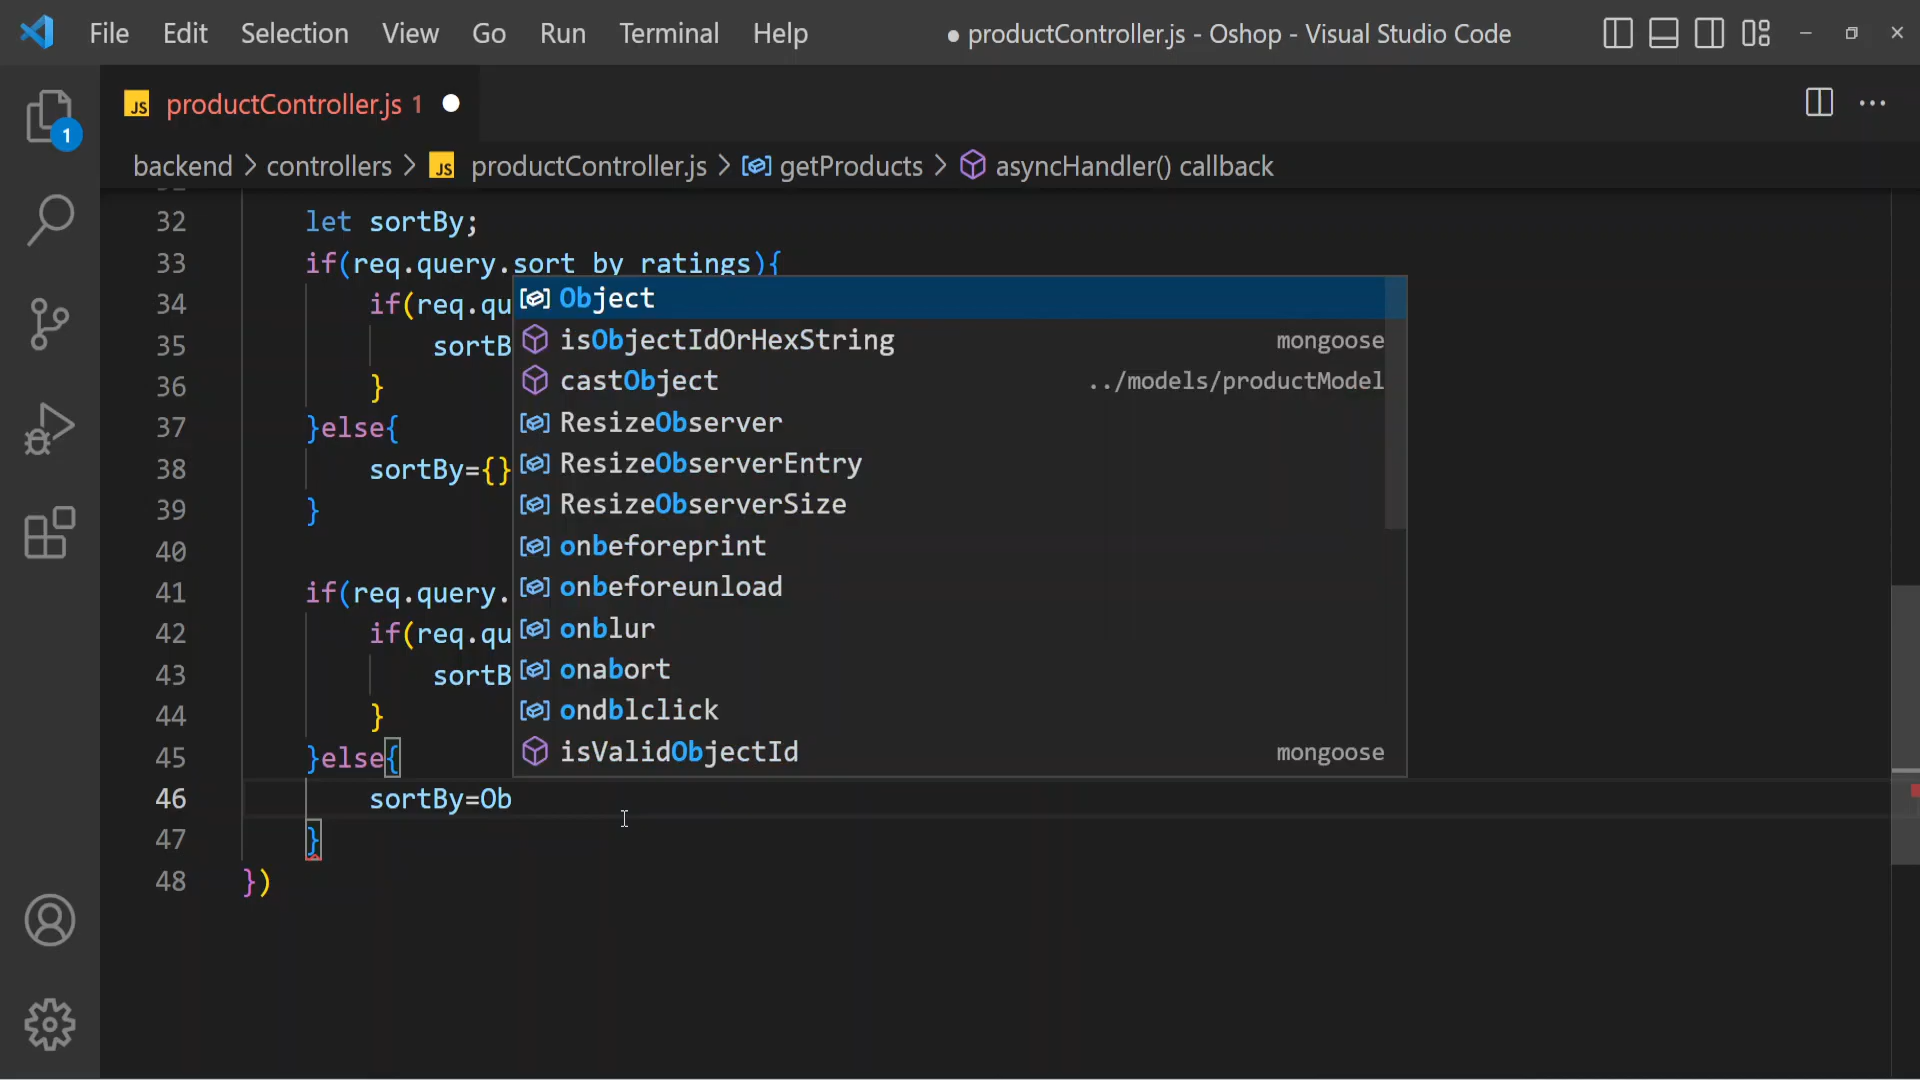 File Edit Selection View Go Run Terminal Help
● productController.js - Oshop - Visual Studio Code
JS productController.js 1
backend > controllers > JS productController.js > getProducts > asyncHandler() callback
1
32 let sortBy;
33 if(req.query.sort_by_ratings){
34 if(req.qu
35 sortB
36 }
37 }else{
38 sortBy={}
39 }
40
41 if(req.query.
42 if(req.qu
43 sortB
44 }
45 }else{
46 sortBy=Ob
47 }
48 })
Object
isObjectIdOrHexString mongoose
castObject ../models/productModel
ResizeObserver
ResizeObserverEntry
ResizeObserverSize
onbeforeprint
onbeforeunload
onblur
onabort
ondblclick
isValidObjectId mongoose